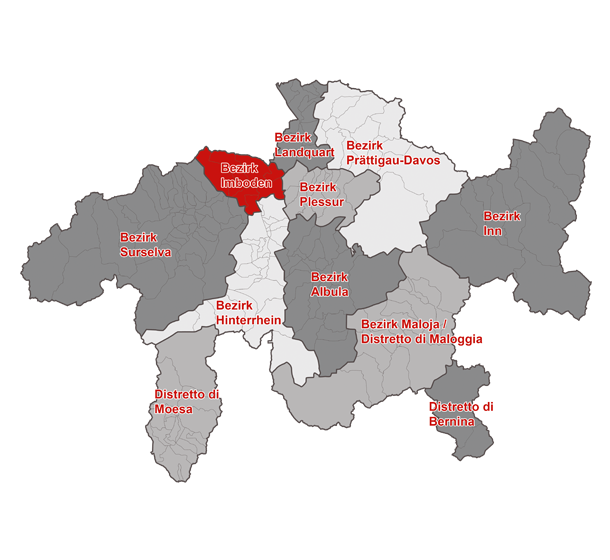 Bezirk
Landquart
Bezirk
Prättigau-Davos
Bezirk
Imboden
Bezirk
Plessur
Bezirk
Inn
Bezirk
Surselva
Bezirk
Albula
Bezirk
Hinterrhein
Bezirk Maloja /
Distretto di Maloggia
Distretto di
Moesa
Distretto di
Bernina